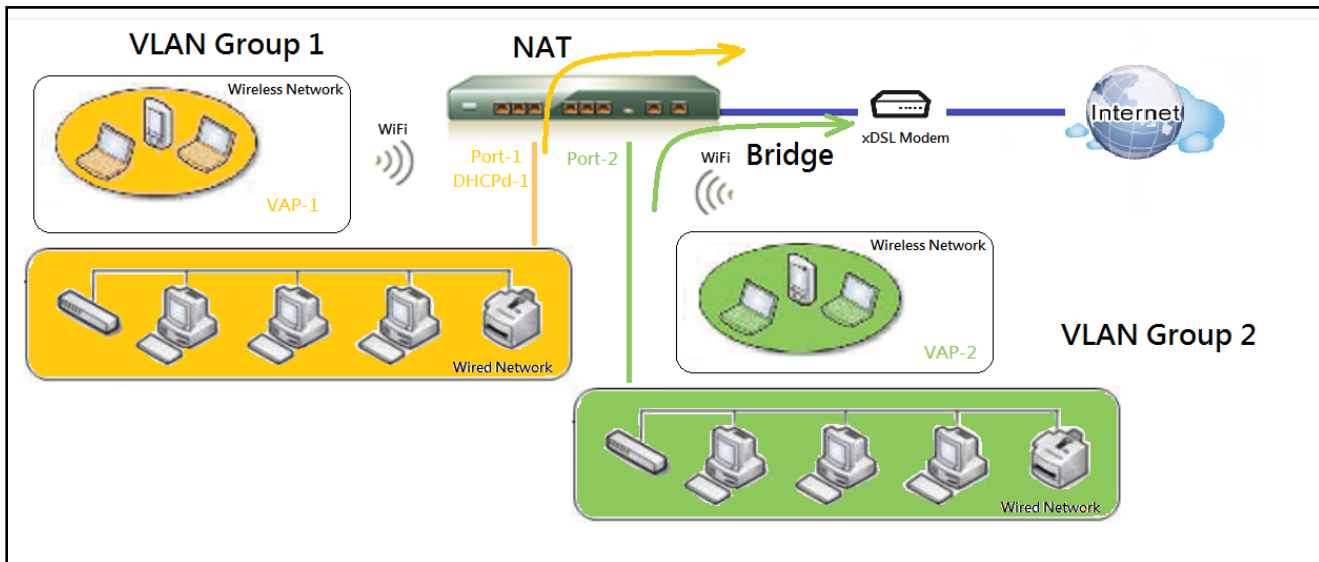 VLAN Group 1
NAT
Wireless Network
VAP-1
WiFi
Port-1
DHCPd-1
Port-2
WiFi
Bridge
xDSL Modem
Internet
Wired Network
Wireless Network
VAP-2
VLAN Group 2
Wired Network